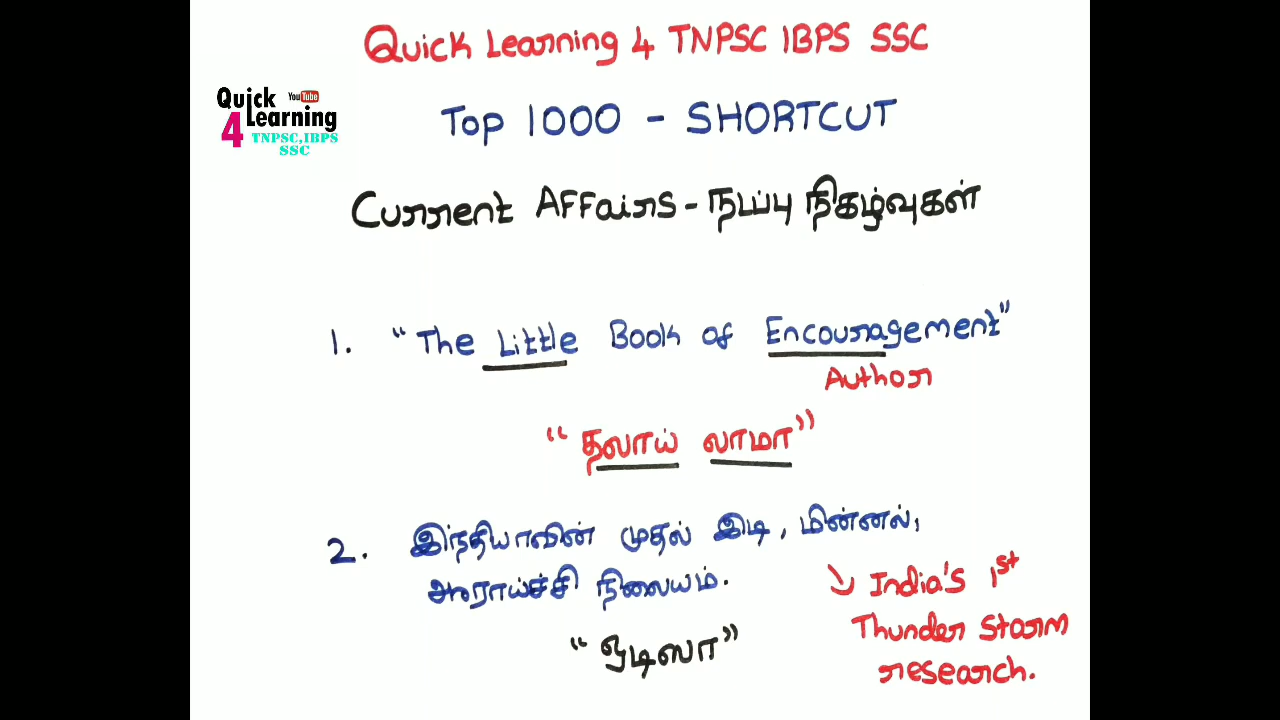 Quick Learning 4 TNPSC IBPS SSC
Quick
4 Learning
YouTube
TNPSC,IBPS
SSC
Top 1000 - SHORTCUT
Current Affairs - நடப்பு நிகழ்வுகள்
1. "The Little Book of Encouragement"
Author
"தலாய் லாமா"
2. இந்தியாவின் முதல் இடி, மின்னல்,
ஆராய்ச்சி நிலையம்.
"ஒடிஸா"
India's 1st
Thunder Storm
research.